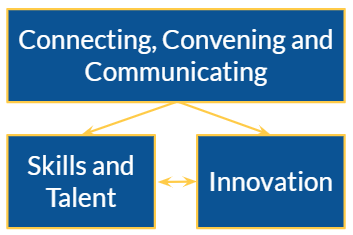 Connecting, Convening and
Communicating
Skills and
Talent
Innovation